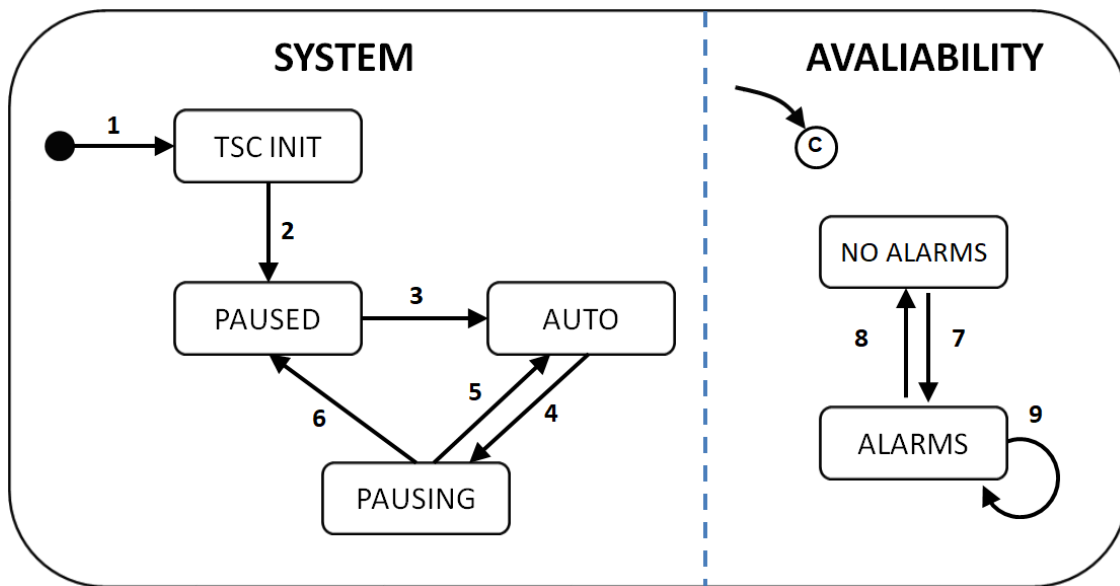 SYSTEM
AVALIABILITY
1
TSC INIT
C
2
NO ALARMS
PAUSED
3
AUTO
8
7
6
5
4
9
ALARMS
PAUSING